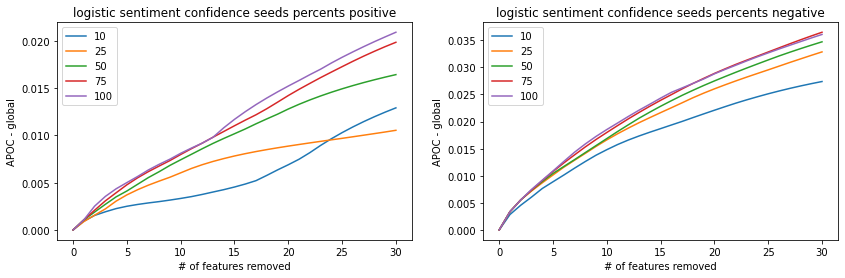 logistic sentiment confidence seeds percents positive
APOC - global
0.020
0.015
0.010
0.005
0.000
10
25
50
75
100
0 5 10 15 20 25 30
# of features removed
logistic sentiment confidence seeds percents negative
APOC - global
0.035
0.030
0.025
0.020
0.015
0.010
0.005
0.000
10
25
50
75
100
0 5 10 15 20 25 30
# of features removed